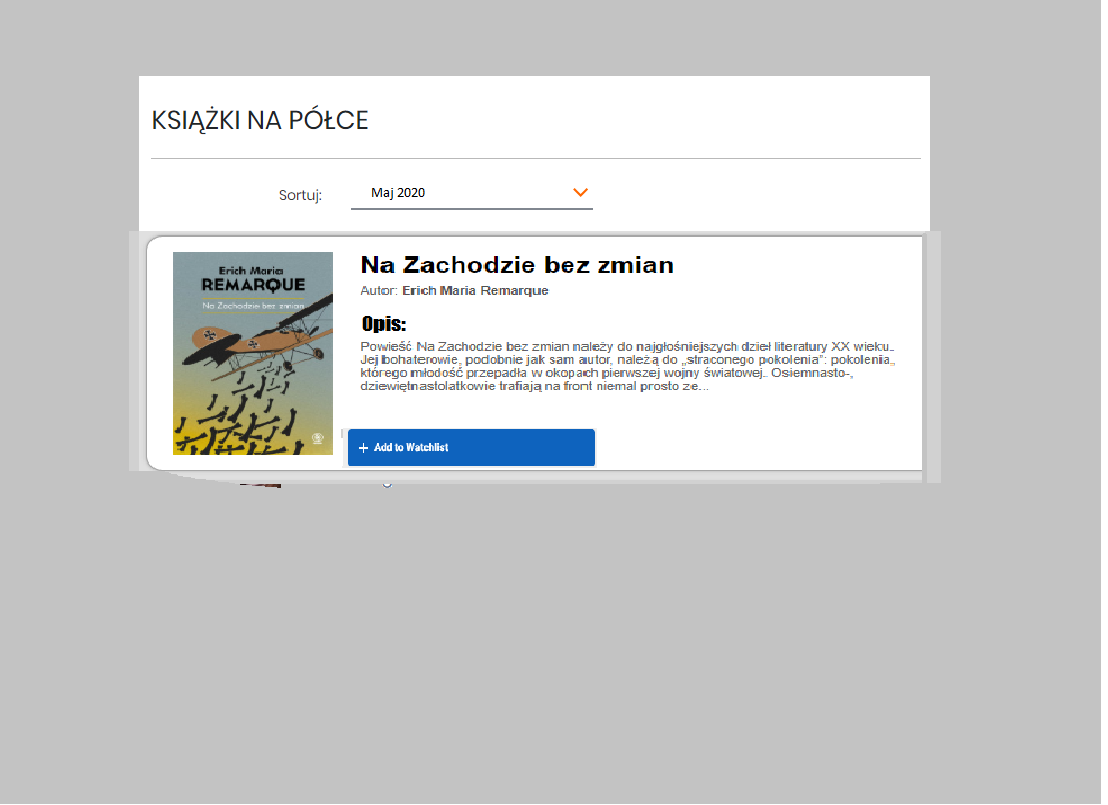 KSIĄŻKI NA PÓŁCE
Sortuj:
Maj 2020
Erich Maria
REMARQUE
Na Zachodzie bez zmian
Na Zachodzie bez zmian
Autor: Erich Maria Remarque
Opis:
Powieść Na Zachodzie bez zmian należy do najgłośniejszych dzieł literatury XX wieku.
Jej bohaterowie, podobnie jak sam autor, należą do „straconego pokolenia”: pokolenia,
którego młodość przepadła w okopach pierwszej wojny światowej. Osiemnasto-,
dziewiętnastolatkowie trafiają na front niemal prosto ze...
+ Add to Watchlist